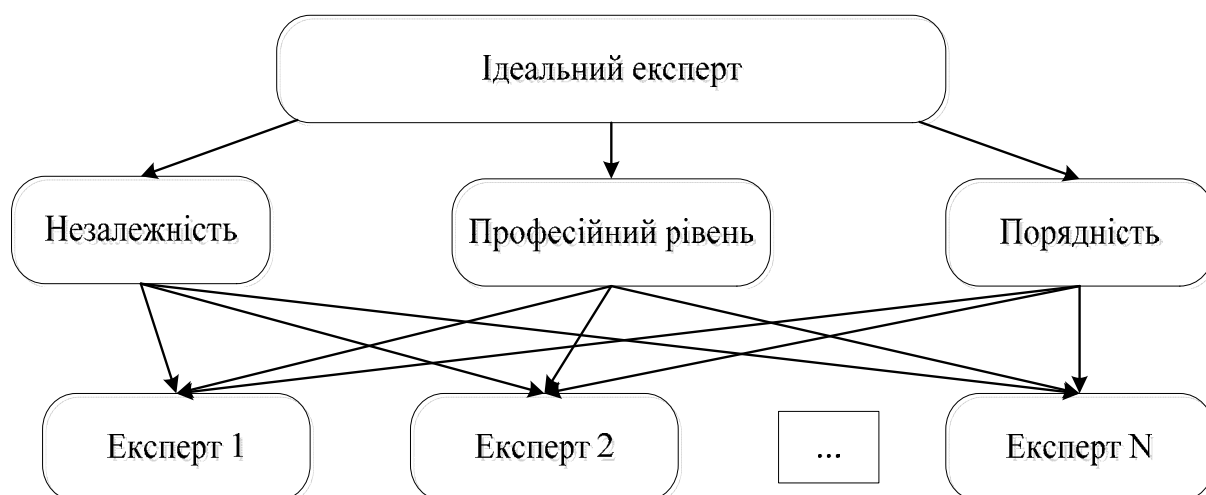 Ідеальний експерт
Незалежність
Професійний рівень
Порядність
Експерт 1
Експерт 2
...
Експерт N